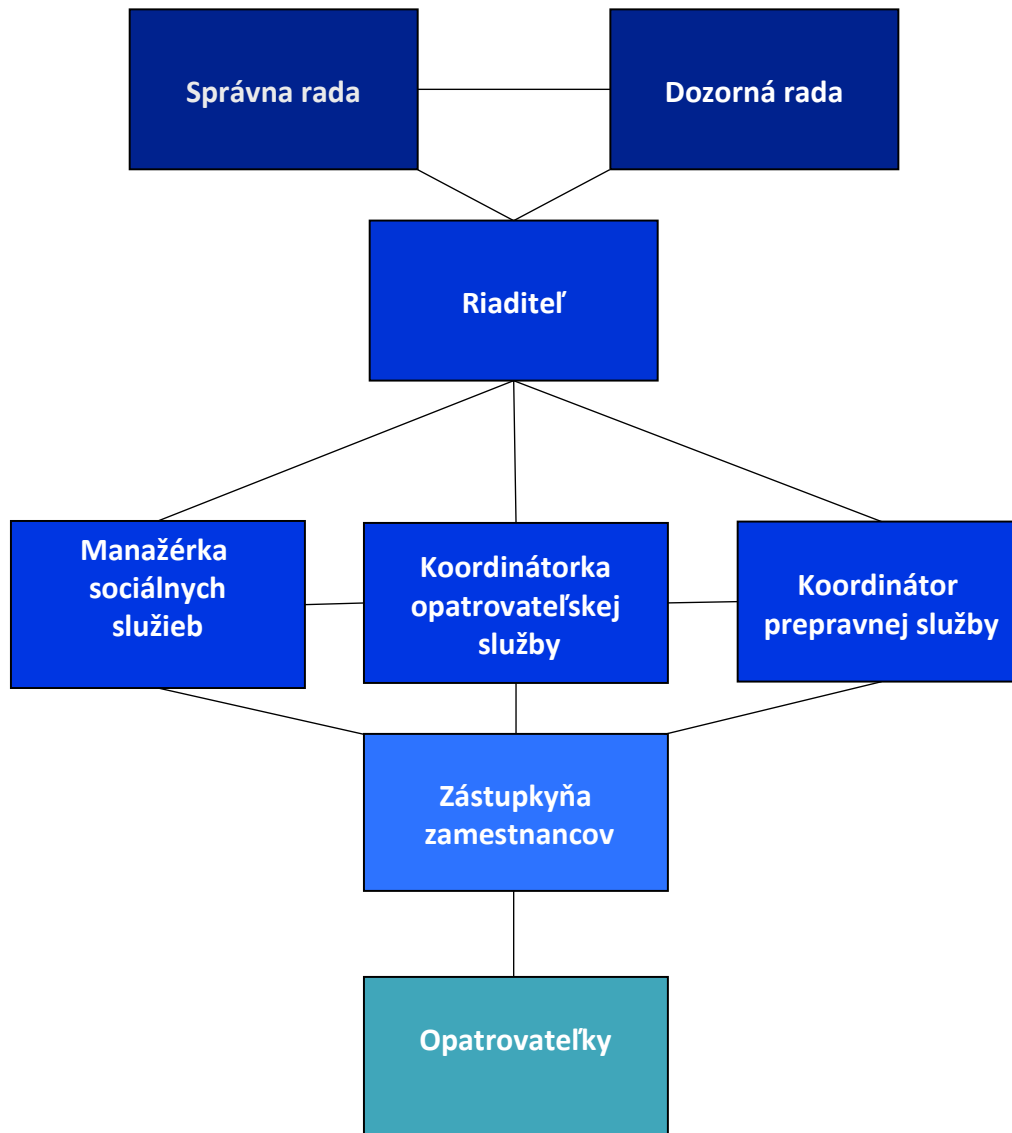 Správna rada
Dozorná rada
Riaditeľ
Manažérka
sociálnych
služieb
Koordinátorka
opatrovateľskej
služby
Koordinátor
prepravnej služby
Zástupkyňa
zamestnancov
Opatrovateľky